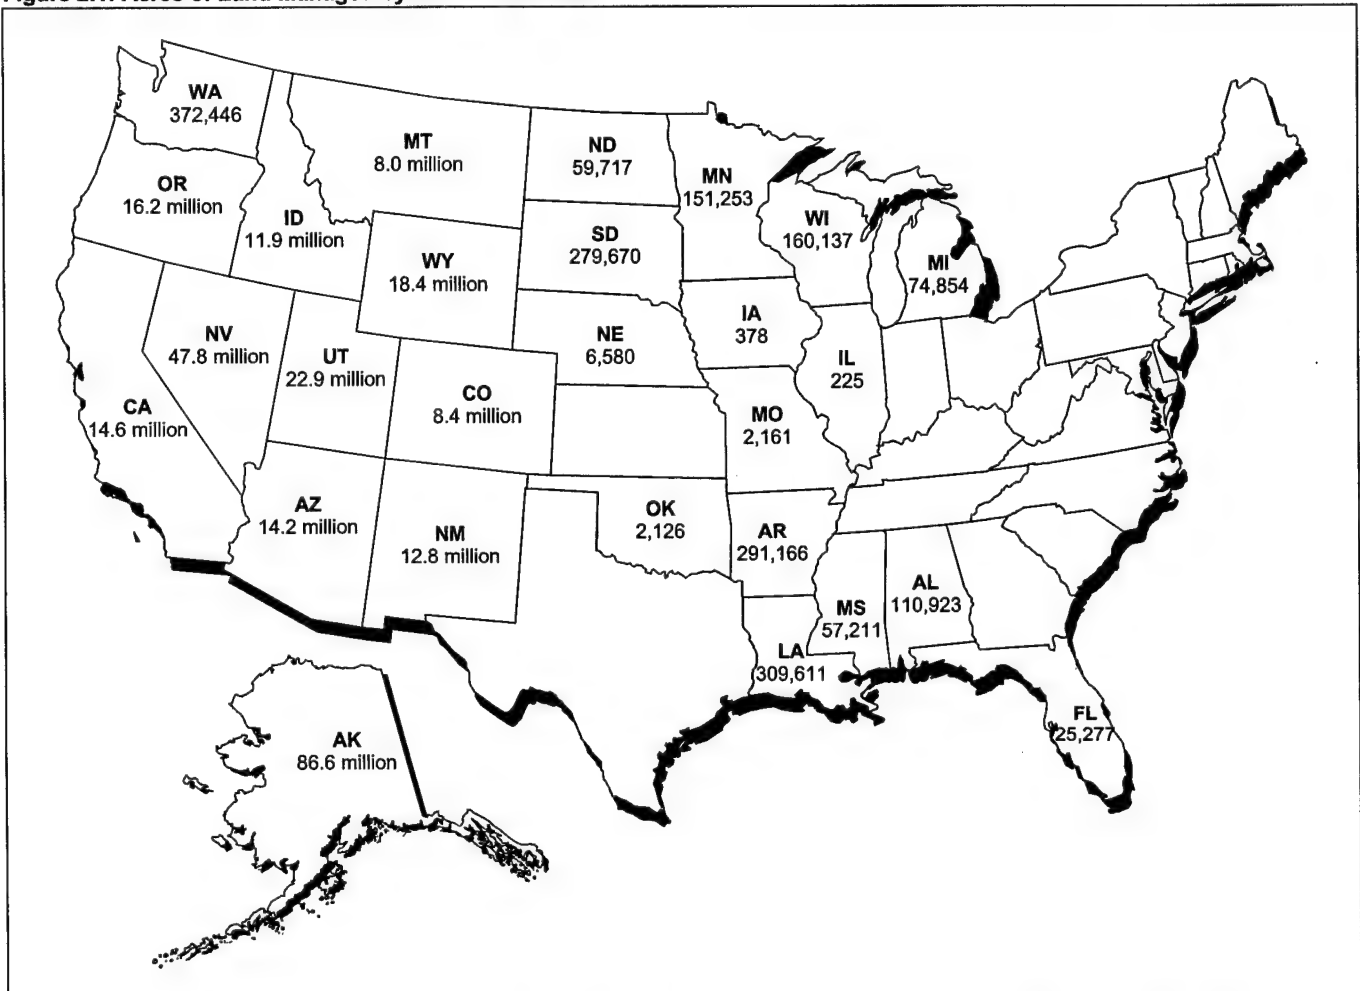 WA
372,446
MT
8.0 million
ND
59,717
MN
151,253
OR
16.2 million
ID
11.9 million
SD
279,670
WI
160,137
WY
18.4 million
MI
74,854
NV
47.8 million
UT
22.9 million
NE
6,580
IA
378
IL
225
CO
8.4 million
CA
14.6 million
MO
2,161
AZ
14.2 million
NM
12.8 million
OK
2,126
AR
291,166
AL
110,923
MS
57,211
LA
309,611
FL
25,277
AK
86.6 million